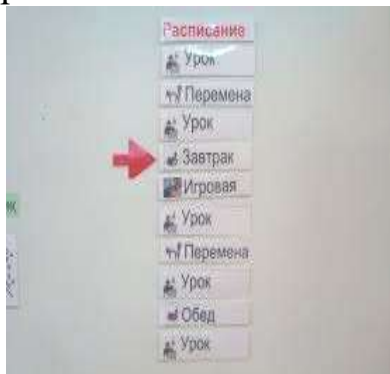 Расписание
Урок
Перемена
Урок
Завтрак
Игровая
Урок
Перемена
Урок
Обед
Урок